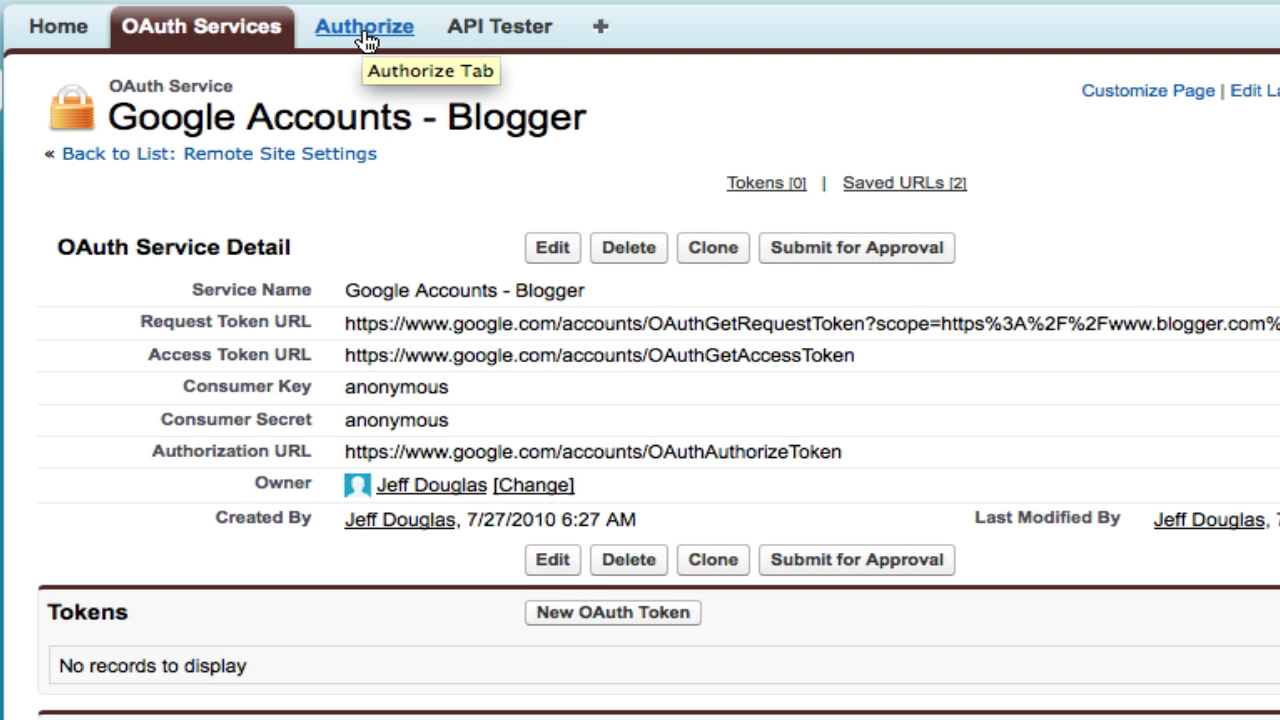 Home OAuth Services Authorize API Tester +
Authorize Tab
OAuth Service
Google Accounts - Blogger
Customize Page | Edit La
« Back to List: Remote Site Settings
Tokens [0] | Saved URLs [2]
OAuth Service Detail Edit Delete Clone Submit for Approval
Service Name Google Accounts - Blogger
Request Token URL https://www.google.com/accounts/OAuthGetRequestToken?scope=https%3A%2F%2Fwww.blogger.com%
Access Token URL https://www.google.com/accounts/OAuthGetAccessToken
Consumer Key anonymous
Consumer Secret anonymous
Authorization URL https://www.google.com/accounts/OAuthAuthorizeToken
Owner Jeff Douglas [Change]
Created By Jeff Douglas, 7/27/2010 6:27 AM Last Modified By Jeff Douglas,
Edit Delete Clone Submit for Approval
Tokens New OAuth Token
No records to display